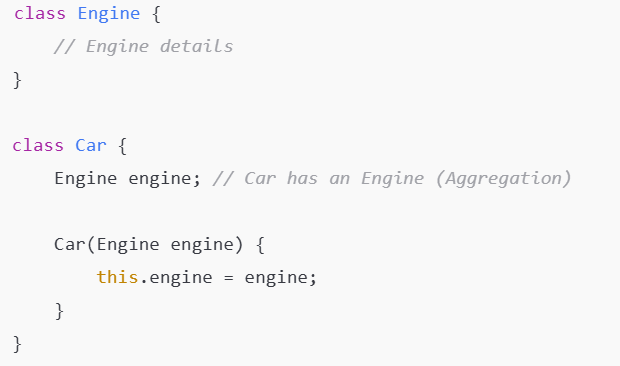 class Engine {
    // Engine details
}
class Car {
    Engine engine; // Car has an Engine (Aggregation)
    Car(Engine engine) {
        this.engine = engine;
    }
}